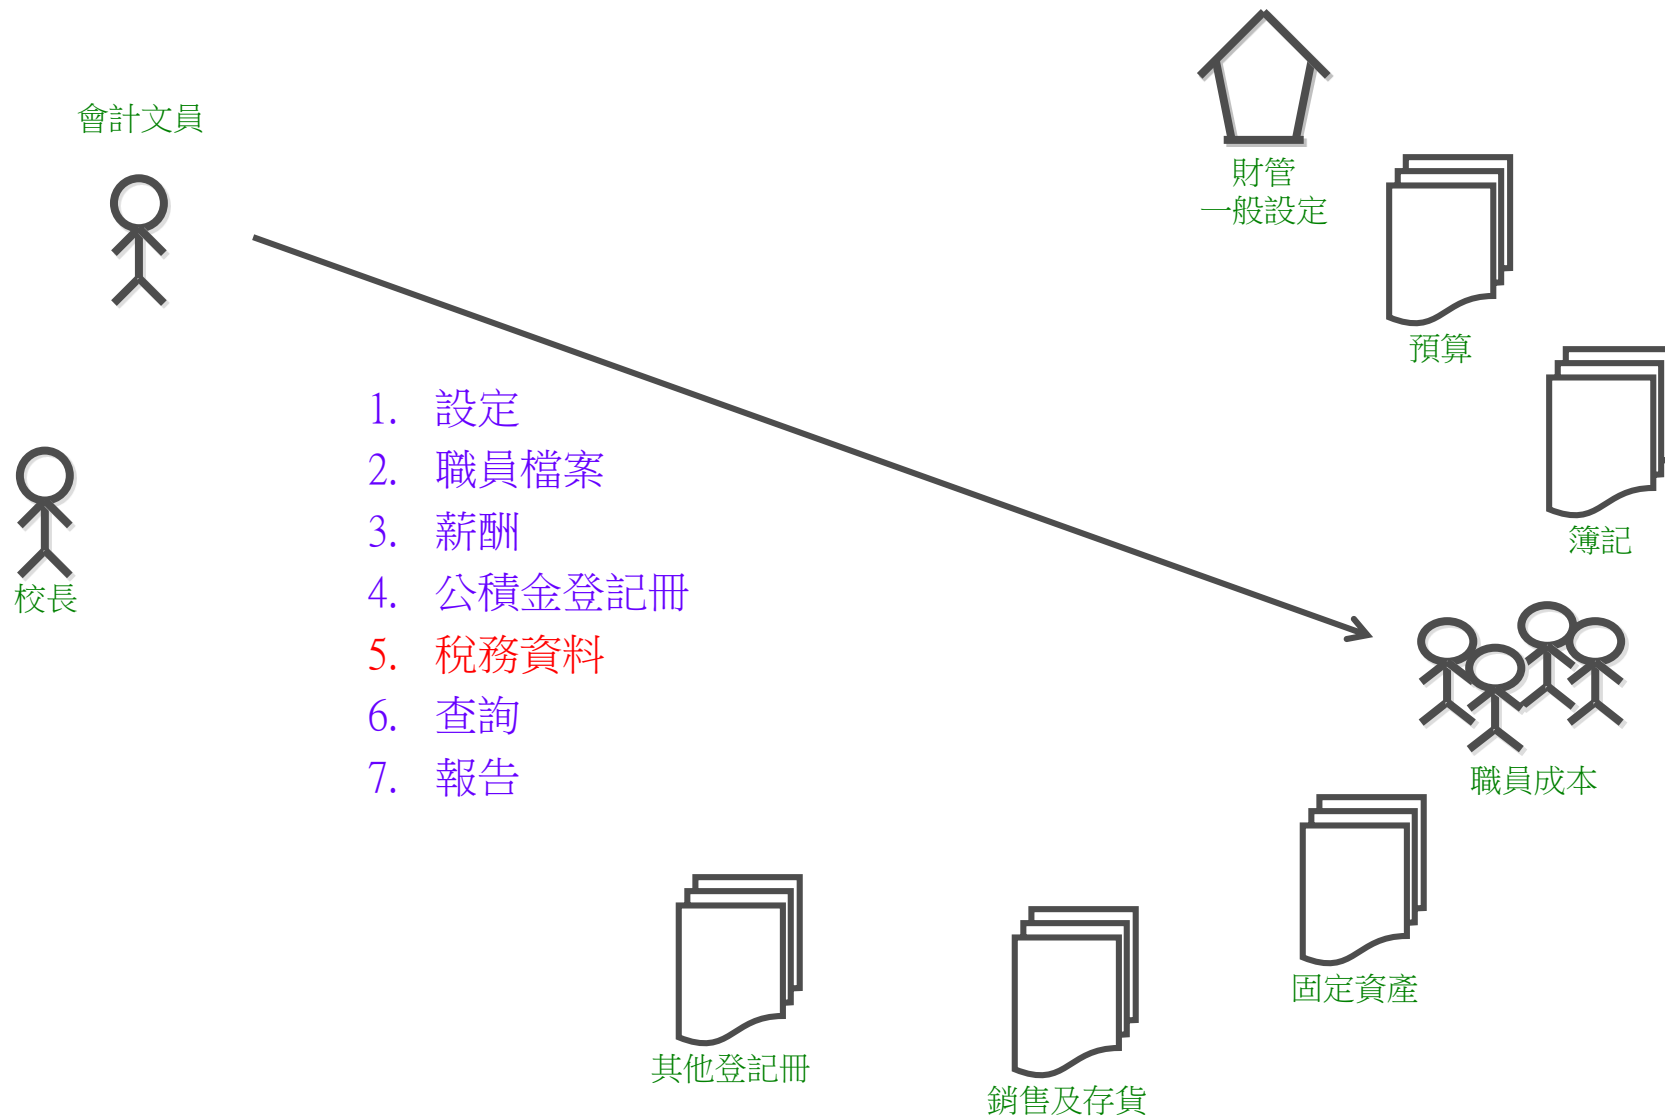 會計文員
財管
一般設定
預算
簿記
1. 設定
2. 職員檔案
3. 薪酬
4. 公積金登記冊
5. 稅務資料
6. 查詢
7. 報告
校長
職員成本
固定資產
其他登記冊
銷售及存貨